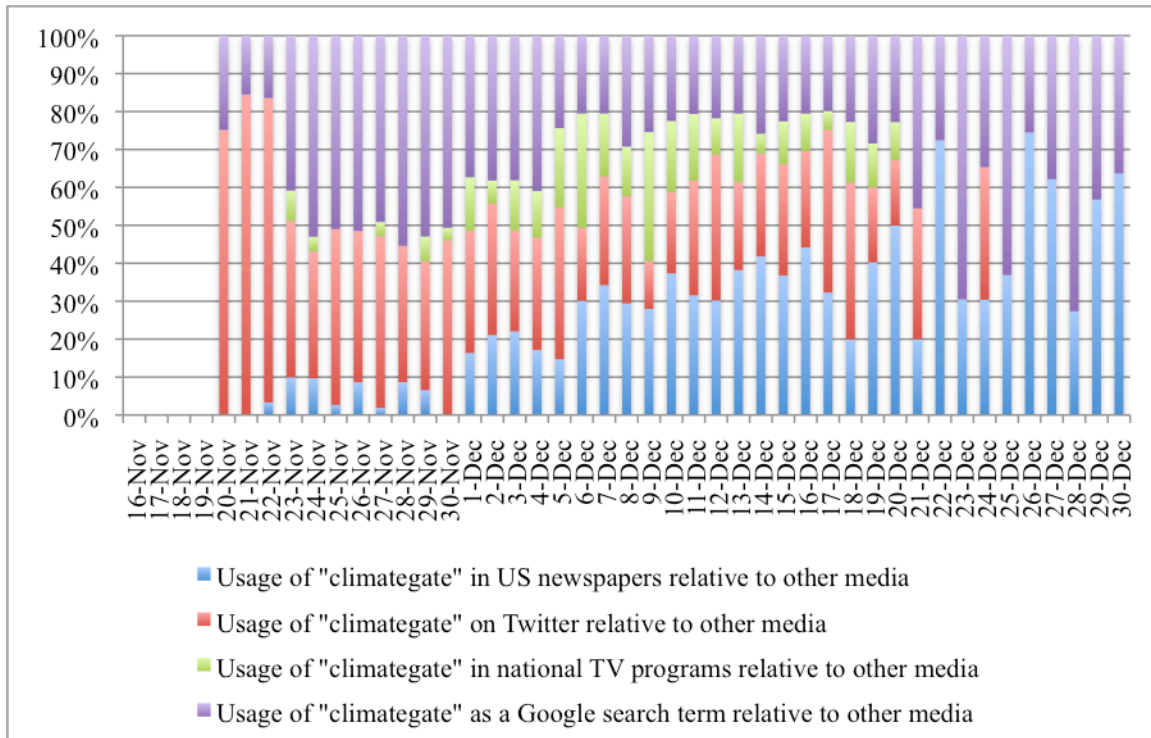 100%
90%
80%
70%
60%
50%
40%
30%
20%
10%
0%
16-Nov
17-Nov
18-Nov
19-Nov
20-Nov
21-Nov
22-Nov
23-Nov
24-Nov
25-Nov
26-Nov
27-Nov
28-Nov
29-Nov
30-Nov
1-Dec
2-Dec
3-Dec
4-Dec
5-Dec
6-Dec
7-Dec
8-Dec
9-Dec
10-Dec
11-Dec
12-Dec
13-Dec
14-Dec
15-Dec
16-Dec
17-Dec
18-Dec
19-Dec
20-Dec
21-Dec
22-Dec
23-Dec
24-Dec
25-Dec
26-Dec
27-Dec
28-Dec
29-Dec
30-Dec
Usage of "climategate" in US newspapers relative to other media
Usage of "climategate" on Twitter relative to other media
Usage of "climategate" in national TV programs relative to other media
Usage of "climategate" as a Google search term relative to other media